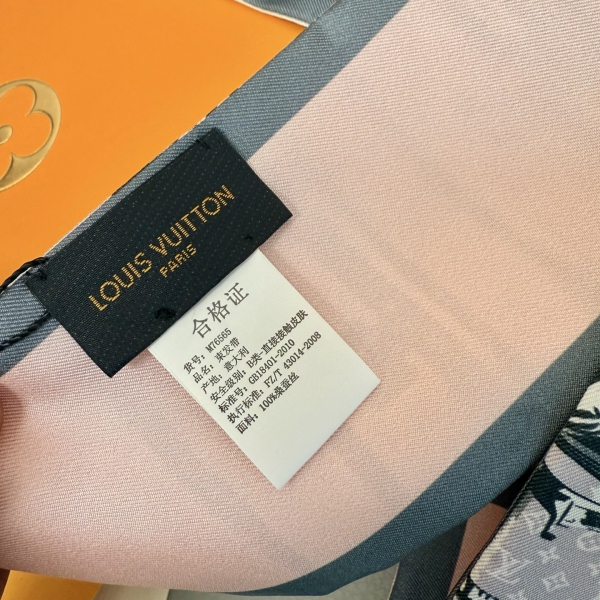 LOUIS VUITTON
PARIS
合格证
货号: M76565
品名: 束发带
产地: 意大利
安全级别: B类-直接接触皮肤
标准号: GB18401-2010
执行标准: FZ/T 43014-2008
面料: 100%桑蚕丝